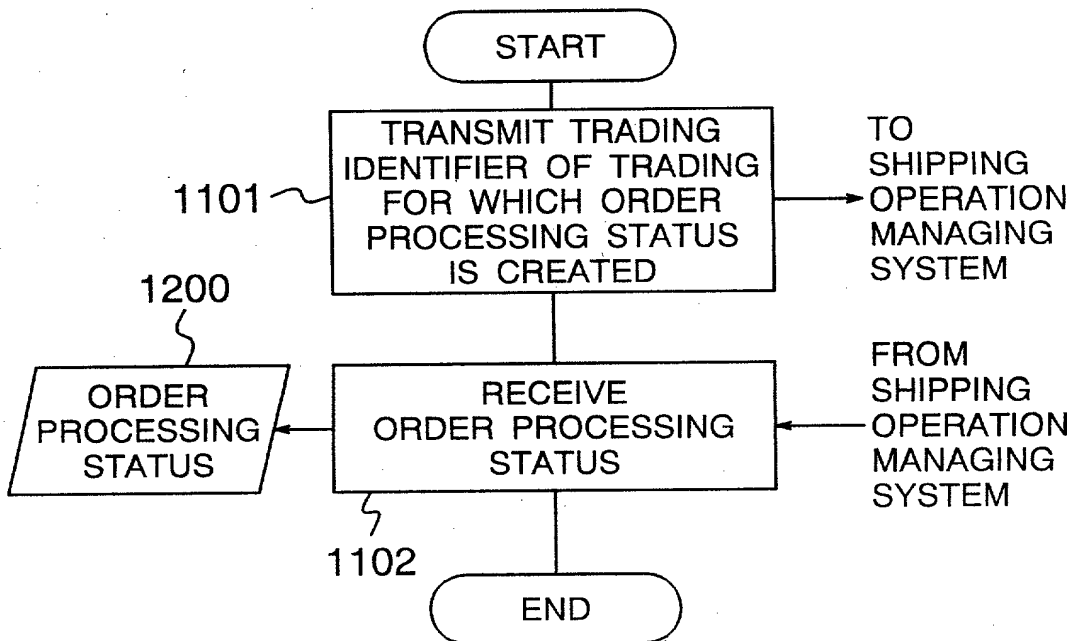 START
TRANSMIT TRADING
IDENTIFIER OF TRADING
FOR WHICH ORDER
PROCESSING STATUS
IS CREATED
1101
TO
SHIPPING
OPERATION
MANAGING
SYSTEM
1200
ORDER
PROCESSING
STATUS
RECEIVE
ORDER PROCESSING
STATUS
1102
FROM
SHIPPING
OPERATION
MANAGING
SYSTEM
END